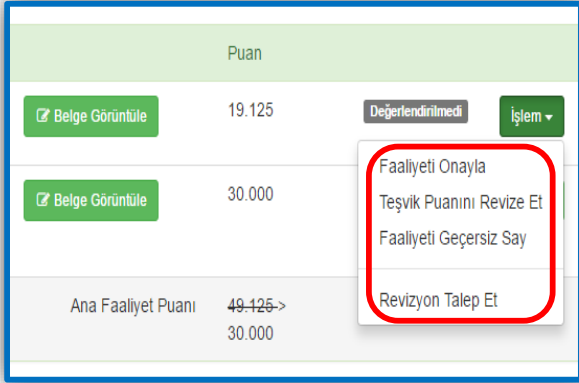 Puan
Belge Görüntüle 19.125 Değerlendirilmedi İşlem
Faaliyeti Onayla
Belge Görüntüle 30.000 Teşvik Puanını Revize Et
Faaliyeti Geçersiz Say
Ana Faaliyet Puanı 49.125-> Revizyon Talep Et
30.000